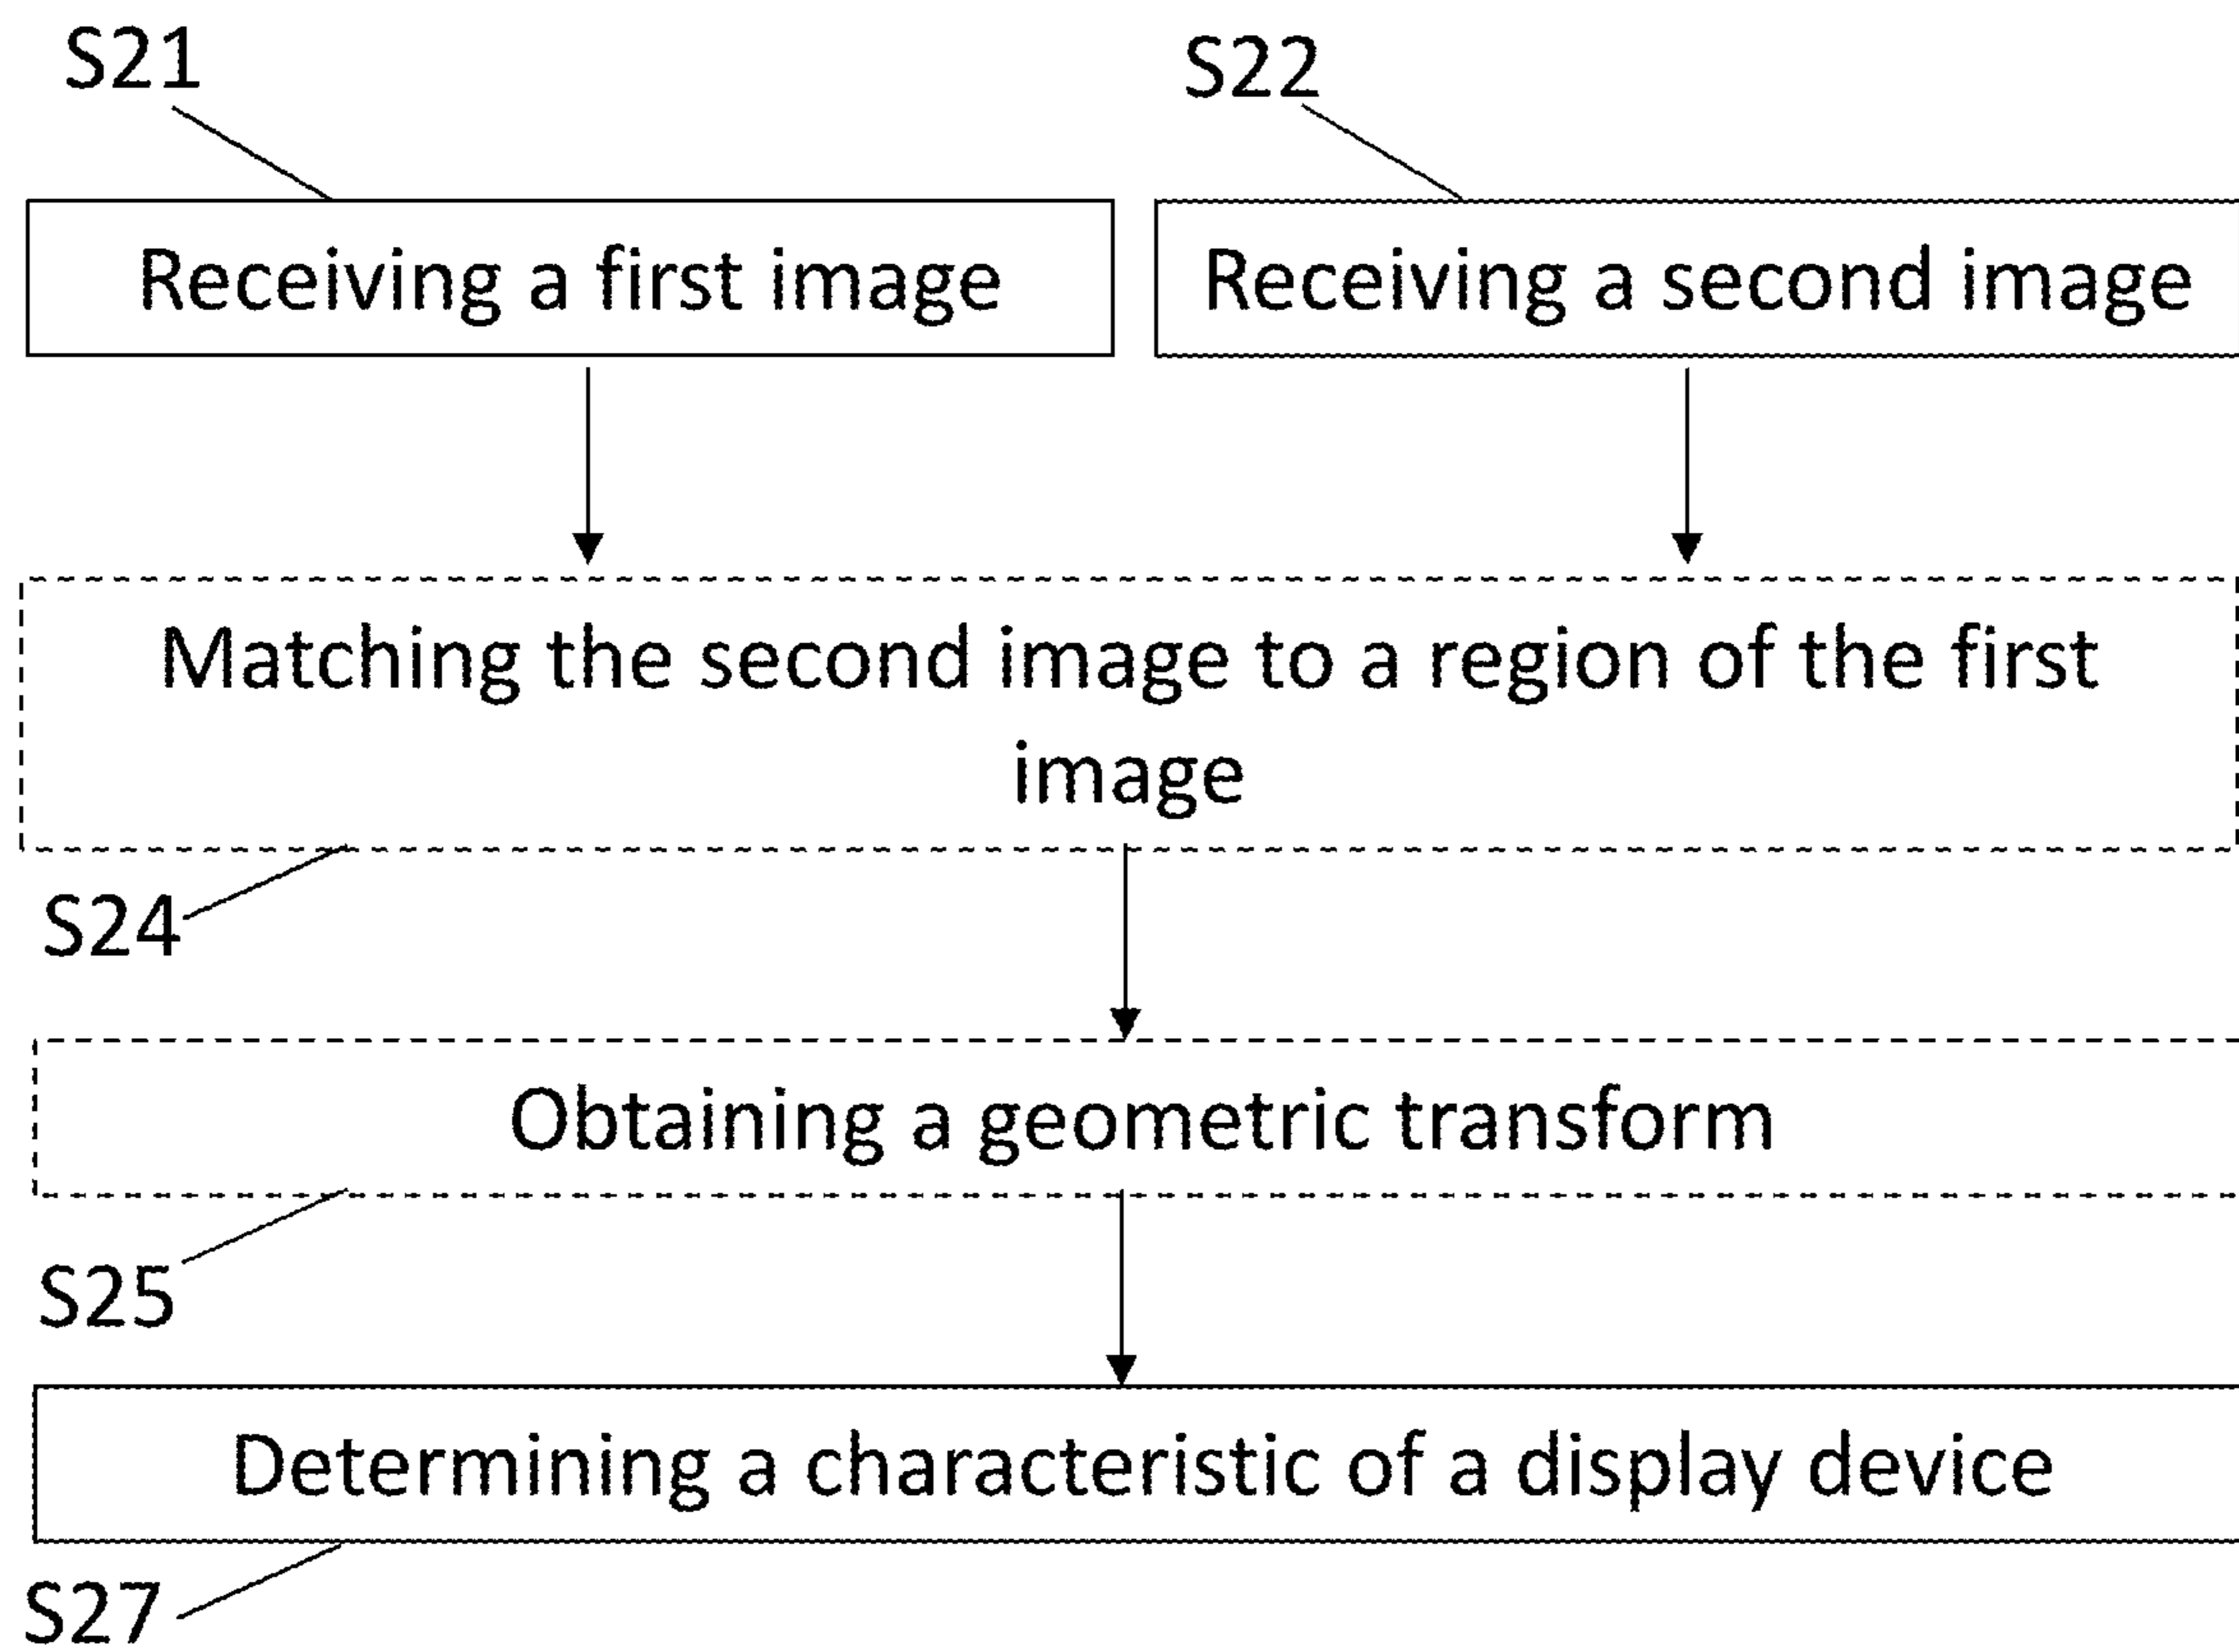 S21
S22
Receiving a first image
Receiving a second image
Matching the second image to a region of the first
image
S24
Obtaining a geometric transform
S25
Determining a characteristic of a display device
S27